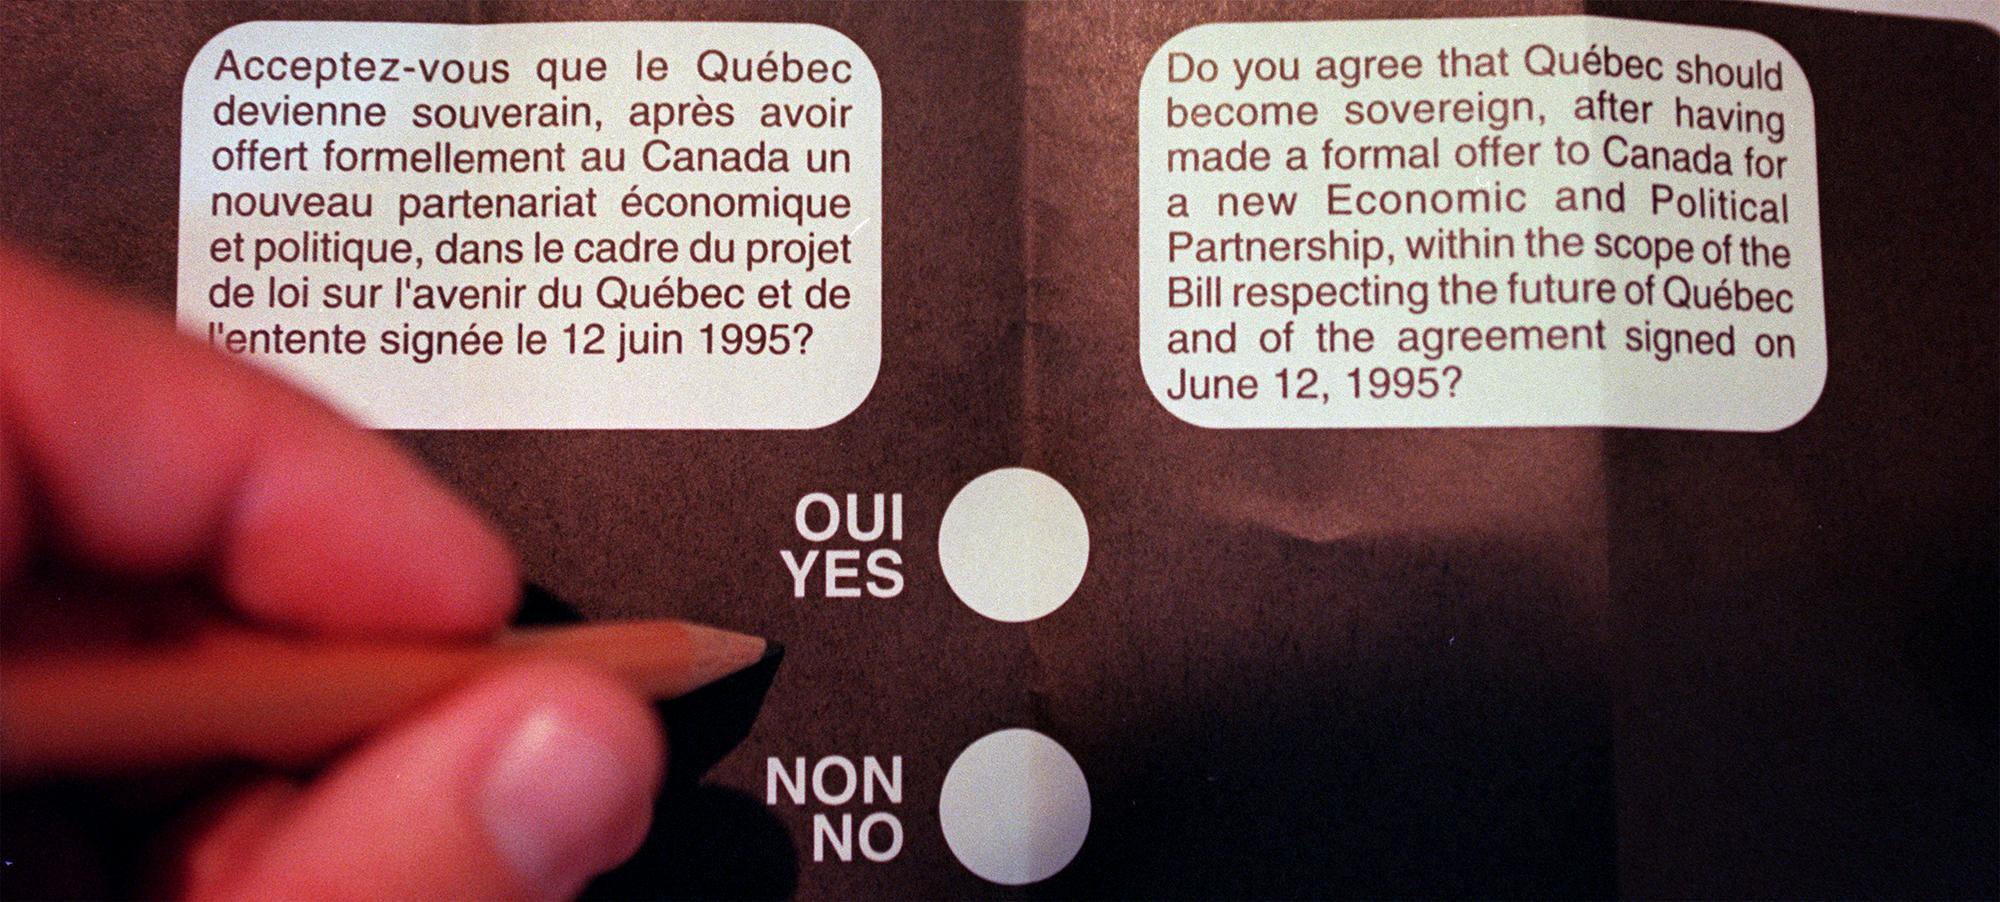 Acceptez-vous que le Québec
devienne souverain, après avoir
offert formellement au Canada un
nouveau partenariat économique
et politique, dans le cadre du projet
de loi sur l'avenir du Québec et de
l'entente signée le 12 juin 1995?
Do you agree that Québec should
become sovereign, after having
made a formal offer to Canada for
a new Economic and Political
Partnership, within the scope of the
Bill respecting the future of Québec
and of the agreement signed on
June 12, 1995?
OUI
YES
NON
NO